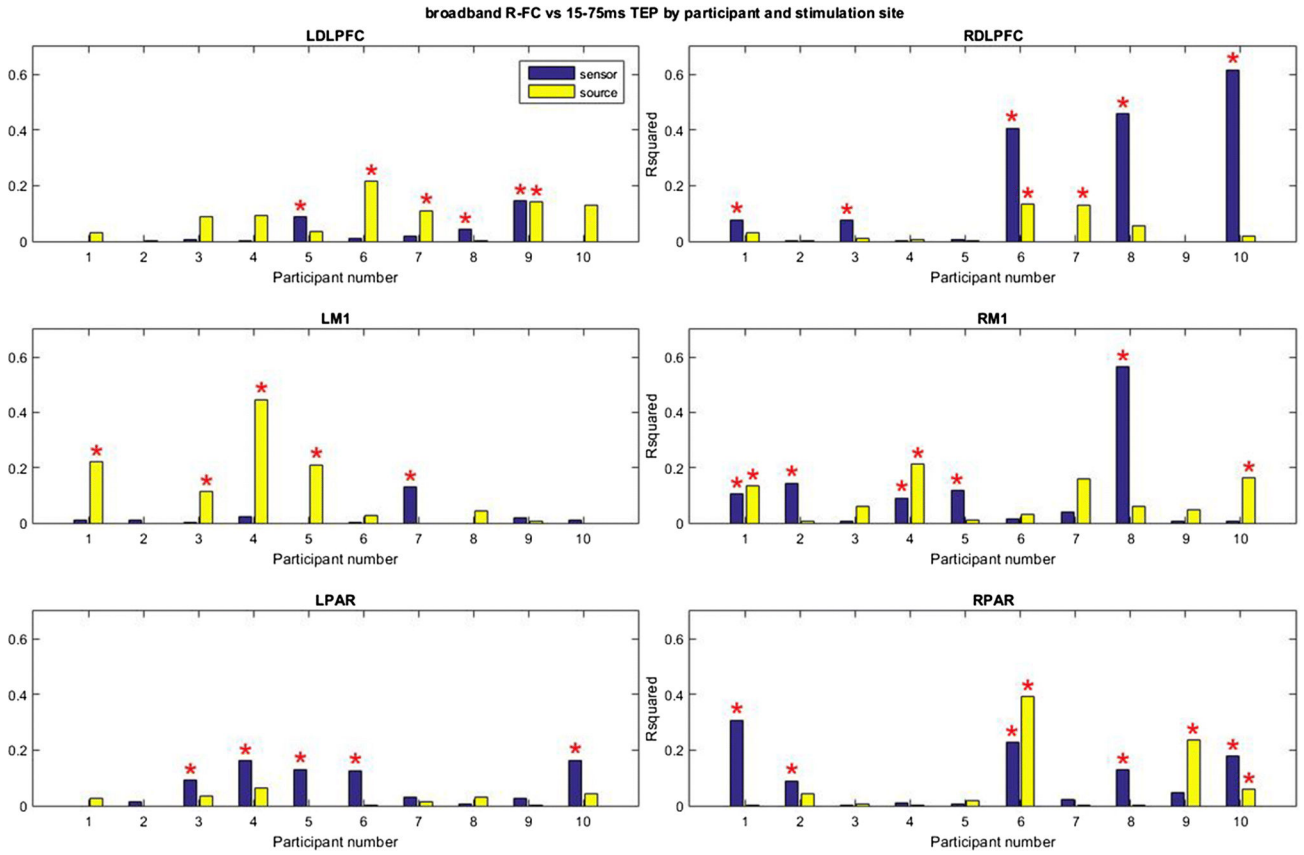 broadband R-FC vs 15-75ms TEP by participant and stimulation site
LDLPFC
0.6
0.4
0.2
0
sensor
source
1 2 3 4 5 6 7 8 9 10
Participant number
RDLPFC
Rsquared
0.6
0.4
0.2
0
1 2 3 4 5 6 7 8 9 10
Participant number
LM1
0.6
0.4
0.2
0
1 2 3 4 5 6 7 8 9 10
Participant number
RM1
Rsquared
0.6
0.4
0.2
0
1 2 3 4 5 6 7 8 9 10
Participant number
LPAR
0.6
0.4
0.2
0
1 2 3 4 5 6 7 8 9 10
Participant number
RPAR
Rsquared
0.6
0.4
0.2
0
1 2 3 4 5 6 7 8 9 10
Participant number